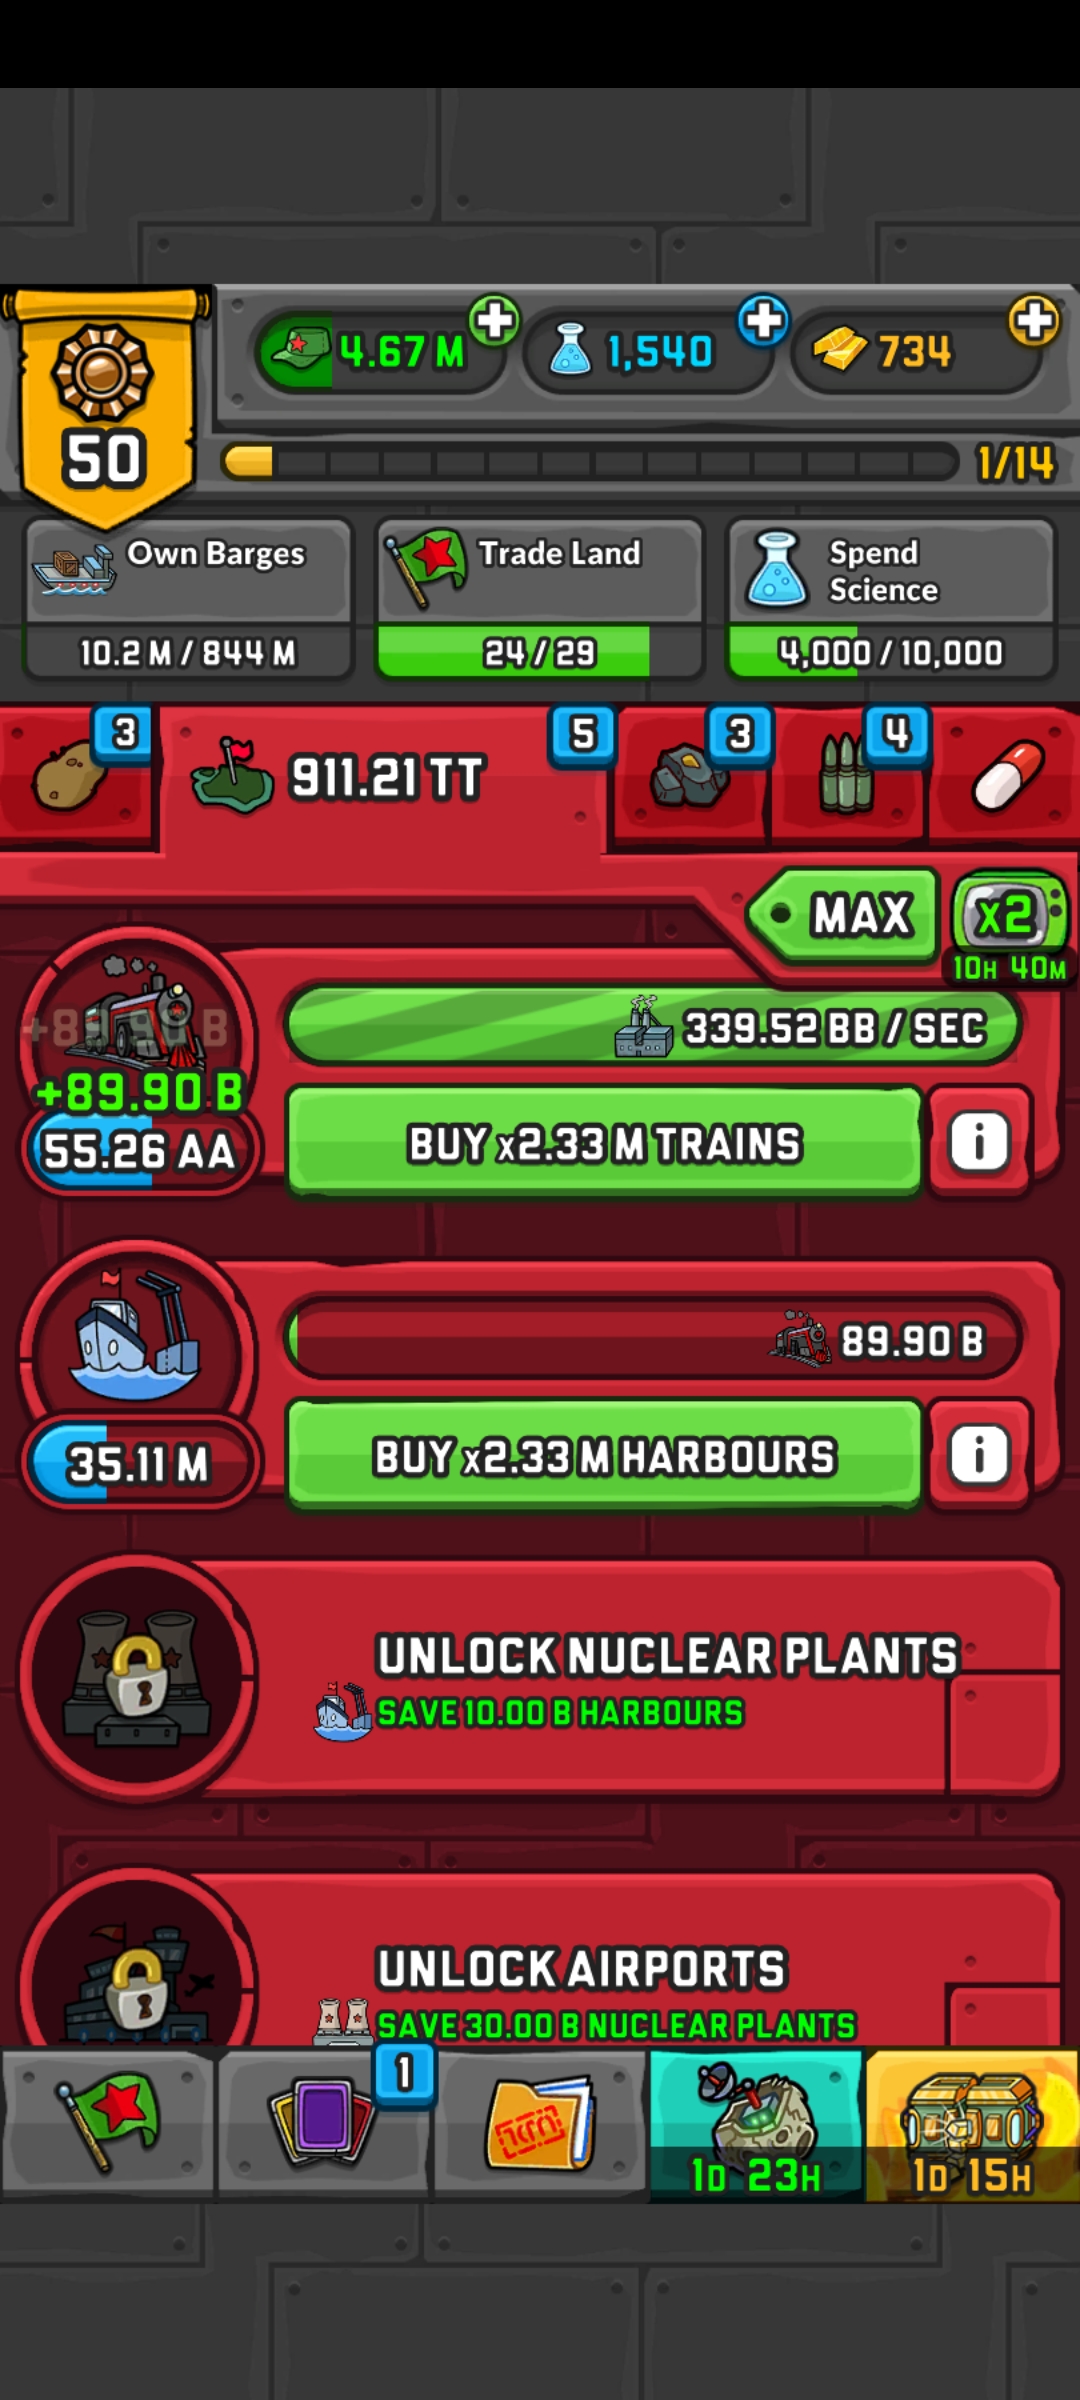 50
4.67 M
1,540
734
1/14
Own Barges
10.2 M / 844 M
Trade Land
24 / 29
Spend
Science
4,000 / 10,000
3
911.21 TT
5
3
4
MAX
x2
10H 40M
+89.90 B
+89.90 B
55.26 AA
339.52 BB / SEC
BUY x2.33 M TRAINS
i
35.11 M
89.90 B
BUY x2.33 M HARBOURS
i
UNLOCK NUCLEAR PLANTS
SAVE 10.00 B HARBOURS
UNLOCK AIRPORTS
SAVE 30.00 B NUCLEAR PLANTS
1
1D 23H
1D 15H